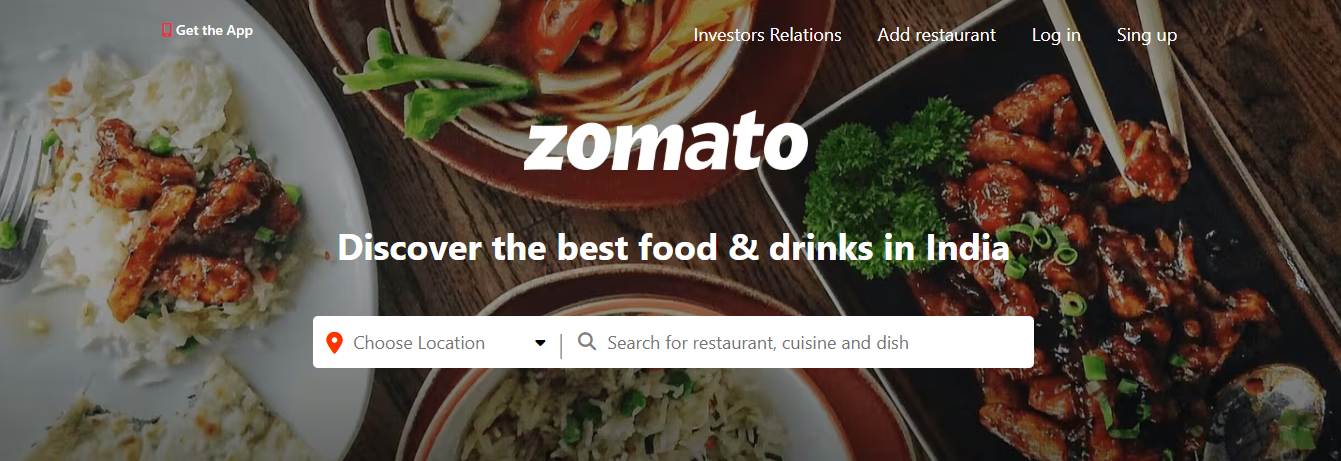 Get the App
Investors Relations
Add restaurant
Log in
Sing up
zomato
Discover the best food & drinks in India
Choose Location | Search for restaurant, cuisine and dish